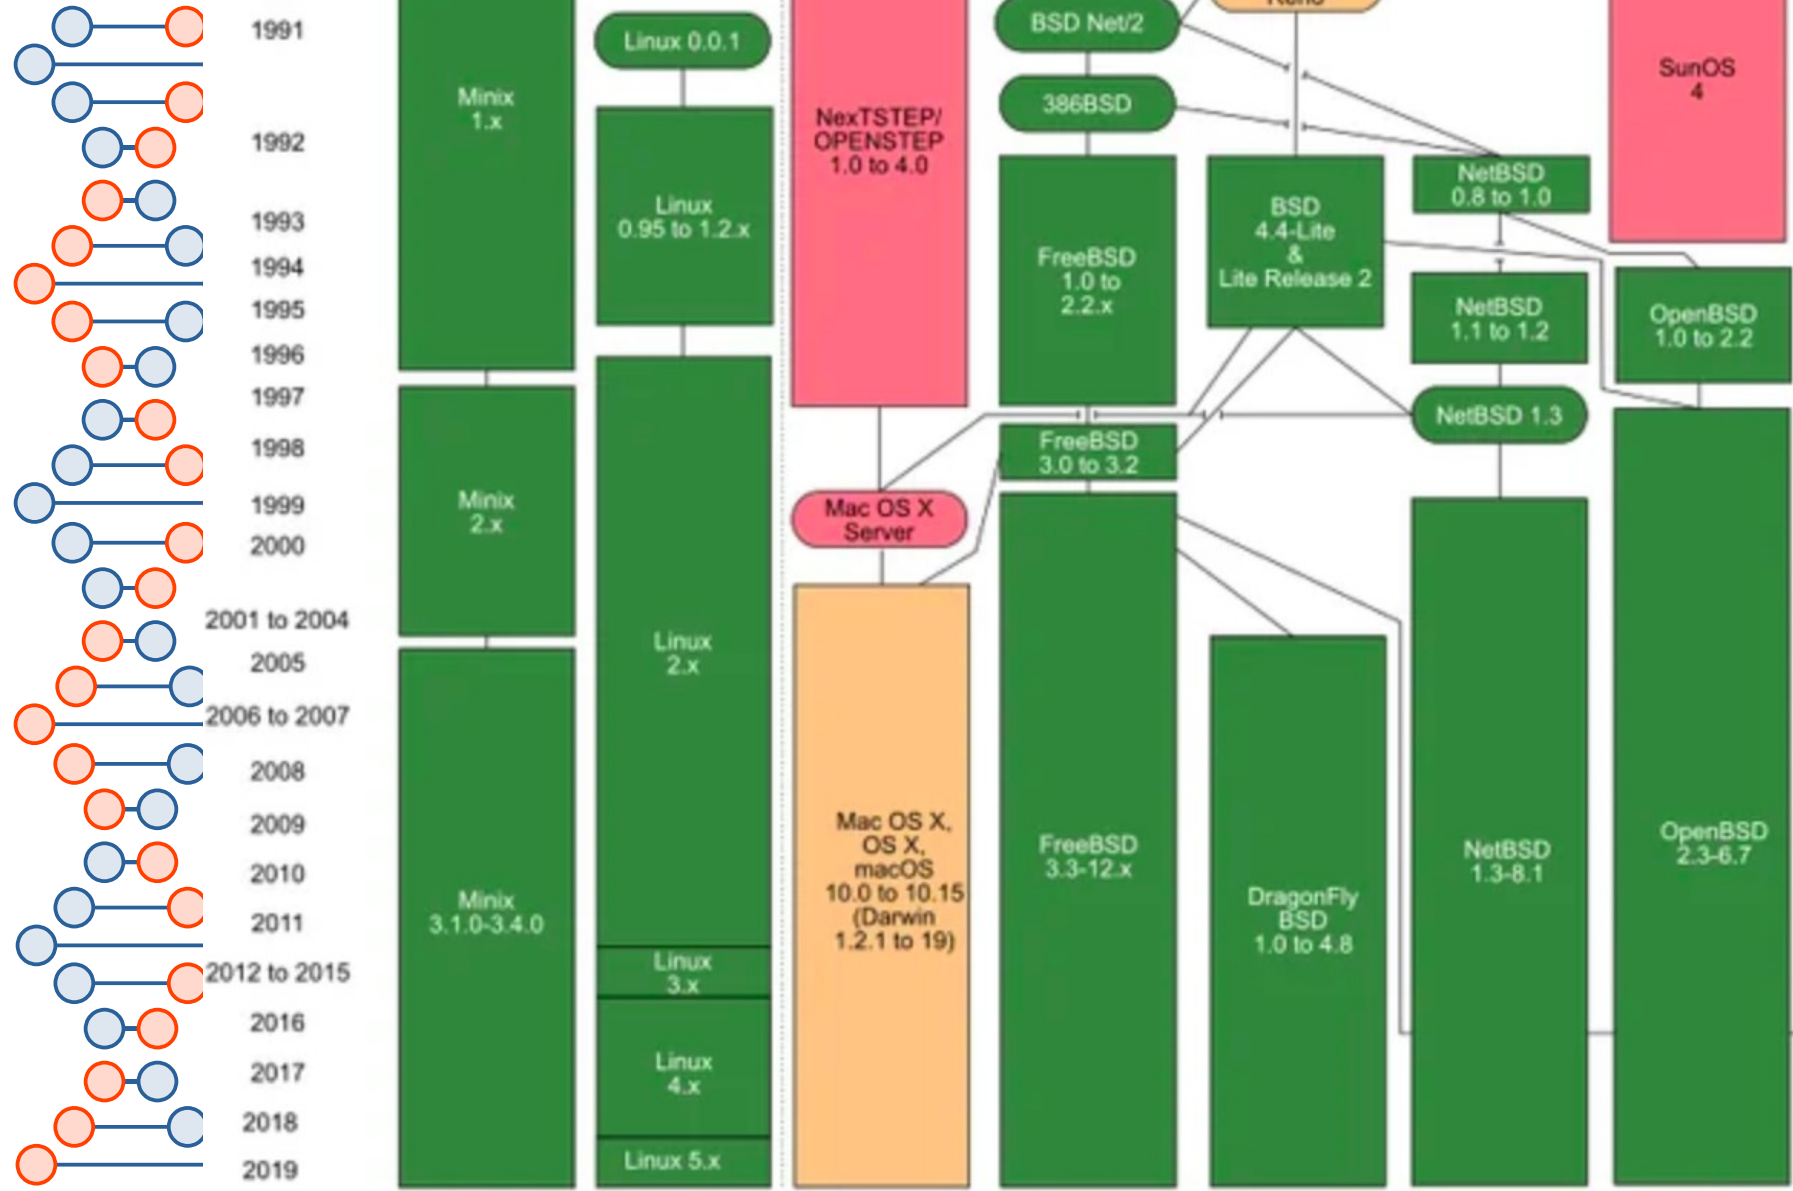 1991
1992
1993
1994
1995
1996
1997
1998
1999
2000
2001 to 2004
2005
2006 to 2007
2008
2009
2010
2011
2012 to 2015
2016
2017
2018
2019
Minix
1.x
Minix
2.x
Minix
3.1.0-3.4.0
Linux 0.0.1
Linux
0.95 to 1.2.x
Linux
2.x
Linux
3.x
Linux
4.x
Linux 5.x
NexTSTEP/
OPENSTEP
1.0 to 4.0
Mac OS X
Server
Mac OS X,
OS X,
macOS
10.0 to 10.15
(Darwin
1.2.1 to 19)
BSD Net/2
386BSD
FreeBSD
1.0 to
2.2.x
FreeBSD
3.0 to 3.2
FreeBSD
3.3-12.x
BSD
4.4-Lite
&
Lite Release 2
DragonFly
BSD
1.0 to 4.8
NetBSD
0.8 to 1.0
NetBSD
1.1 to 1.2
NetBSD 1.3
NetBSD
1.3-8.1
SunOS
4
OpenBSD
1.0 to 2.2
OpenBSD
2.3-6.7